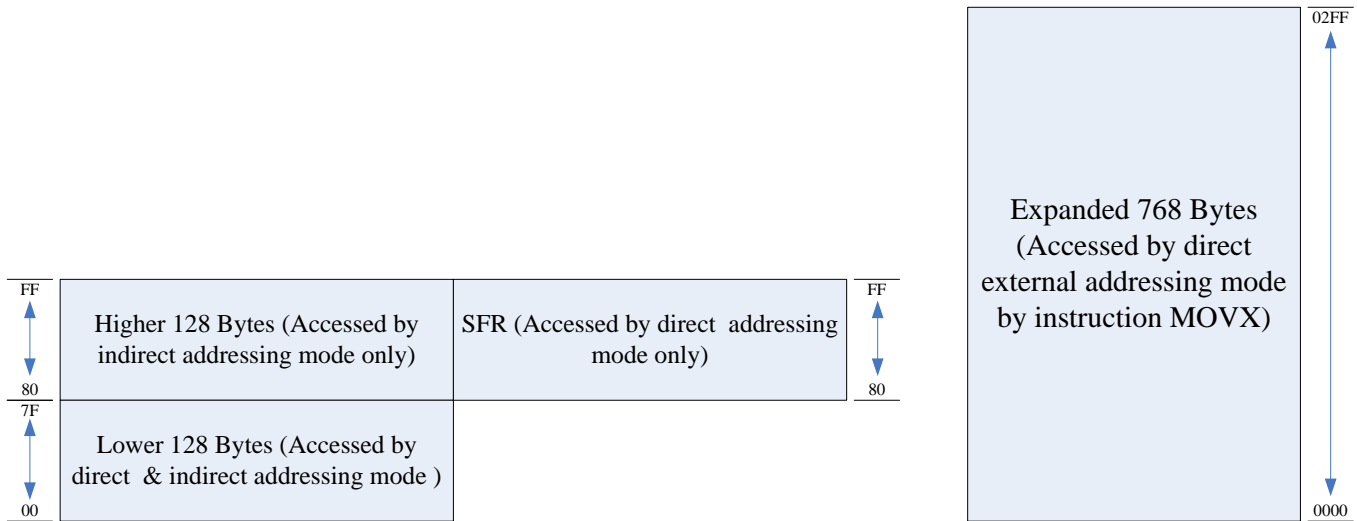 02FF
Expanded 768 Bytes
(Accessed by direct
external addressing mode
by instruction MOVX)
0000
FF
Higher 128 Bytes (Accessed by
indirect addressing mode only)
80
SFR (Accessed by direct addressing
mode only)
FF
80
7F
Lower 128 Bytes (Accessed by
direct & indirect addressing mode )
00